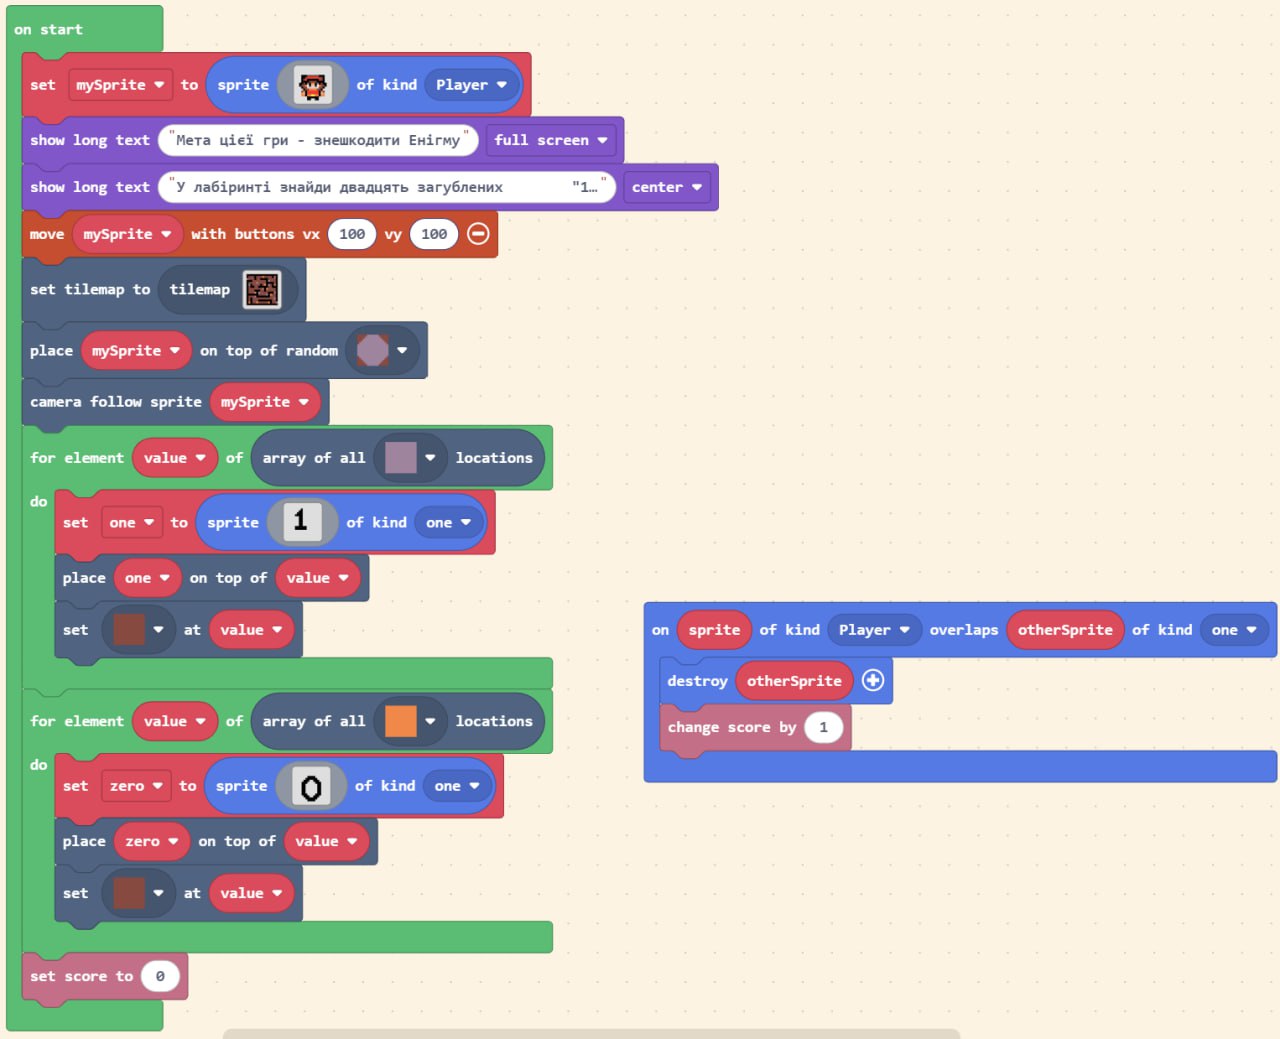 on start
set mySprite to sprite of kind Player
show long text "Мета цієї гри - знешкодити Енігму" full screen
show long text "У лабіринті знайди двадцять загублених "1…" center
move mySprite with buttons vx 100 vy 100
set tilemap to tilemap
place mySprite on top of random
camera follow sprite mySprite
for element value of array of all locations
do
set one to sprite 1 of kind one
place one on top of value
set at value
for element value of array of all locations
do
set zero to sprite 0 of kind one
place zero on top of value
set at value
set score to 0
on sprite of kind Player overlaps otherSprite of kind one
destroy otherSprite
change score by 1